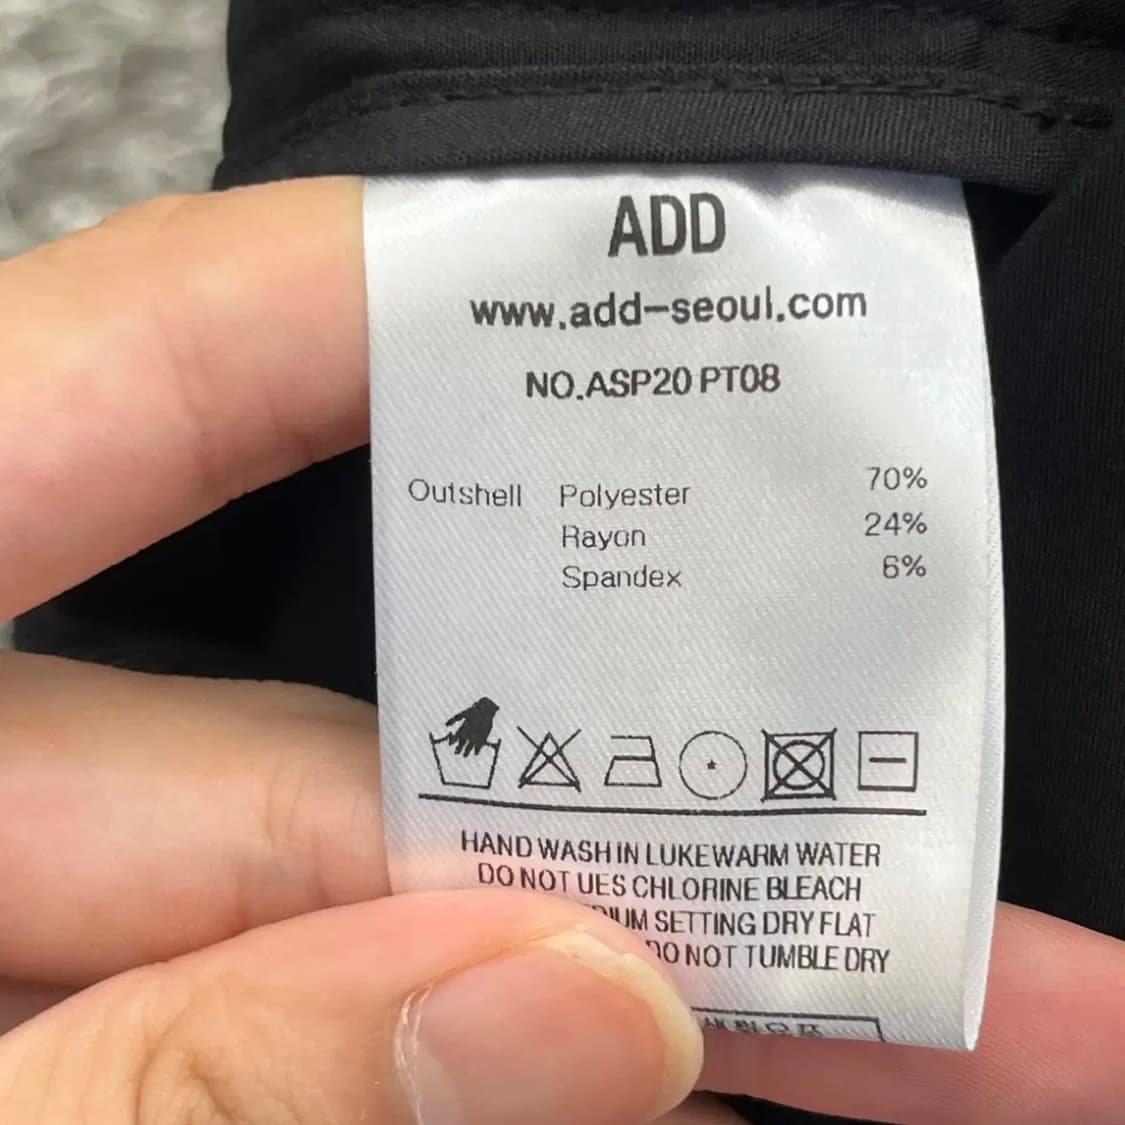 ADD
www.add-seoul.com
NO.ASP20 PT08
Outshell Polyester 70%
Rayon 24%
Spandex 6%
HAND WASH IN LUKEWARM WATER
DO NOT UES CHLORINE BLEACH
SETTING DRY FLAT
DO NOT TUMBLE DRY